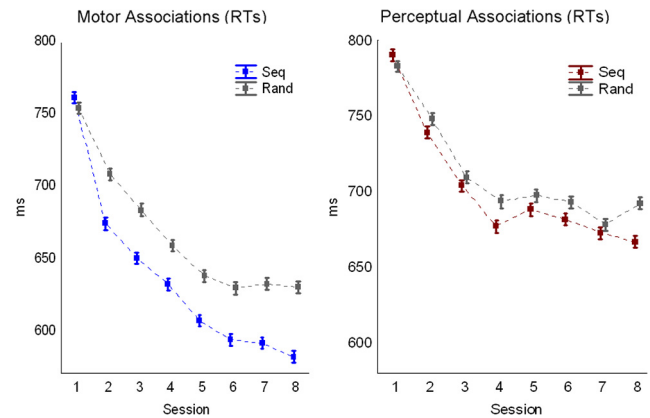 Motor Associations (RTs)
800
750
700
650
600
ms
Seq
Rand
1 2 3 4 5 6 7 8
Session
Perceptual Associations (RTs)
800
750
700
650
600
ms
Seq
Rand
1 2 3 4 5 6 7 8
Session